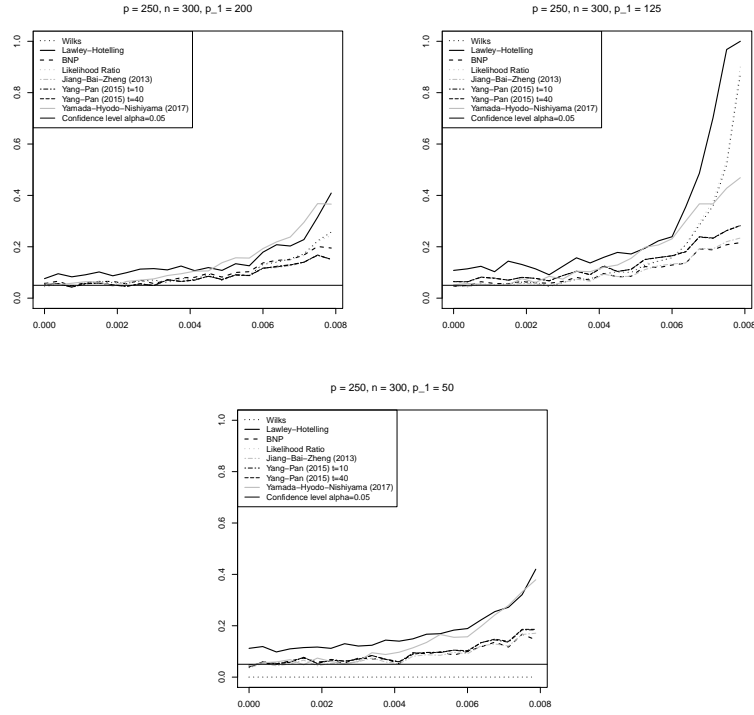 p = 250, n = 300, p_1 = 200
1.0
0.8
0.6
0.4
0.2
0.0
Wilks
Lawley−Hotelling
BNP
Likelihood Ratio
Jiang−Bai−Zheng (2013)
Yang−Pan (2015) t=10
Yang−Pan (2015) t=40
Yamada−Hyodo−Nishiyama (2017)
Confidence level alpha=0.05
0.000 0.002 0.004 0.006 0.008
p = 250, n = 300, p_1 = 125
1.0
0.8
0.6
0.4
0.2
0.0
Wilks
Lawley−Hotelling
BNP
Likelihood Ratio
Jiang−Bai−Zheng (2013)
Yang−Pan (2015) t=10
Yang−Pan (2015) t=40
Yamada−Hyodo−Nishiyama (2017)
Confidence level alpha=0.05
0.000 0.002 0.004 0.006 0.008
p = 250, n = 300, p_1 = 50
1.0
0.8
0.6
0.4
0.2
0.0
Wilks
Lawley−Hotelling
BNP
Likelihood Ratio
Jiang−Bai−Zheng (2013)
Yang−Pan (2015) t=10
Yang−Pan (2015) t=40
Yamada−Hyodo−Nishiyama (2017)
Confidence level alpha=0.05
0.000 0.002 0.004 0.006 0.008